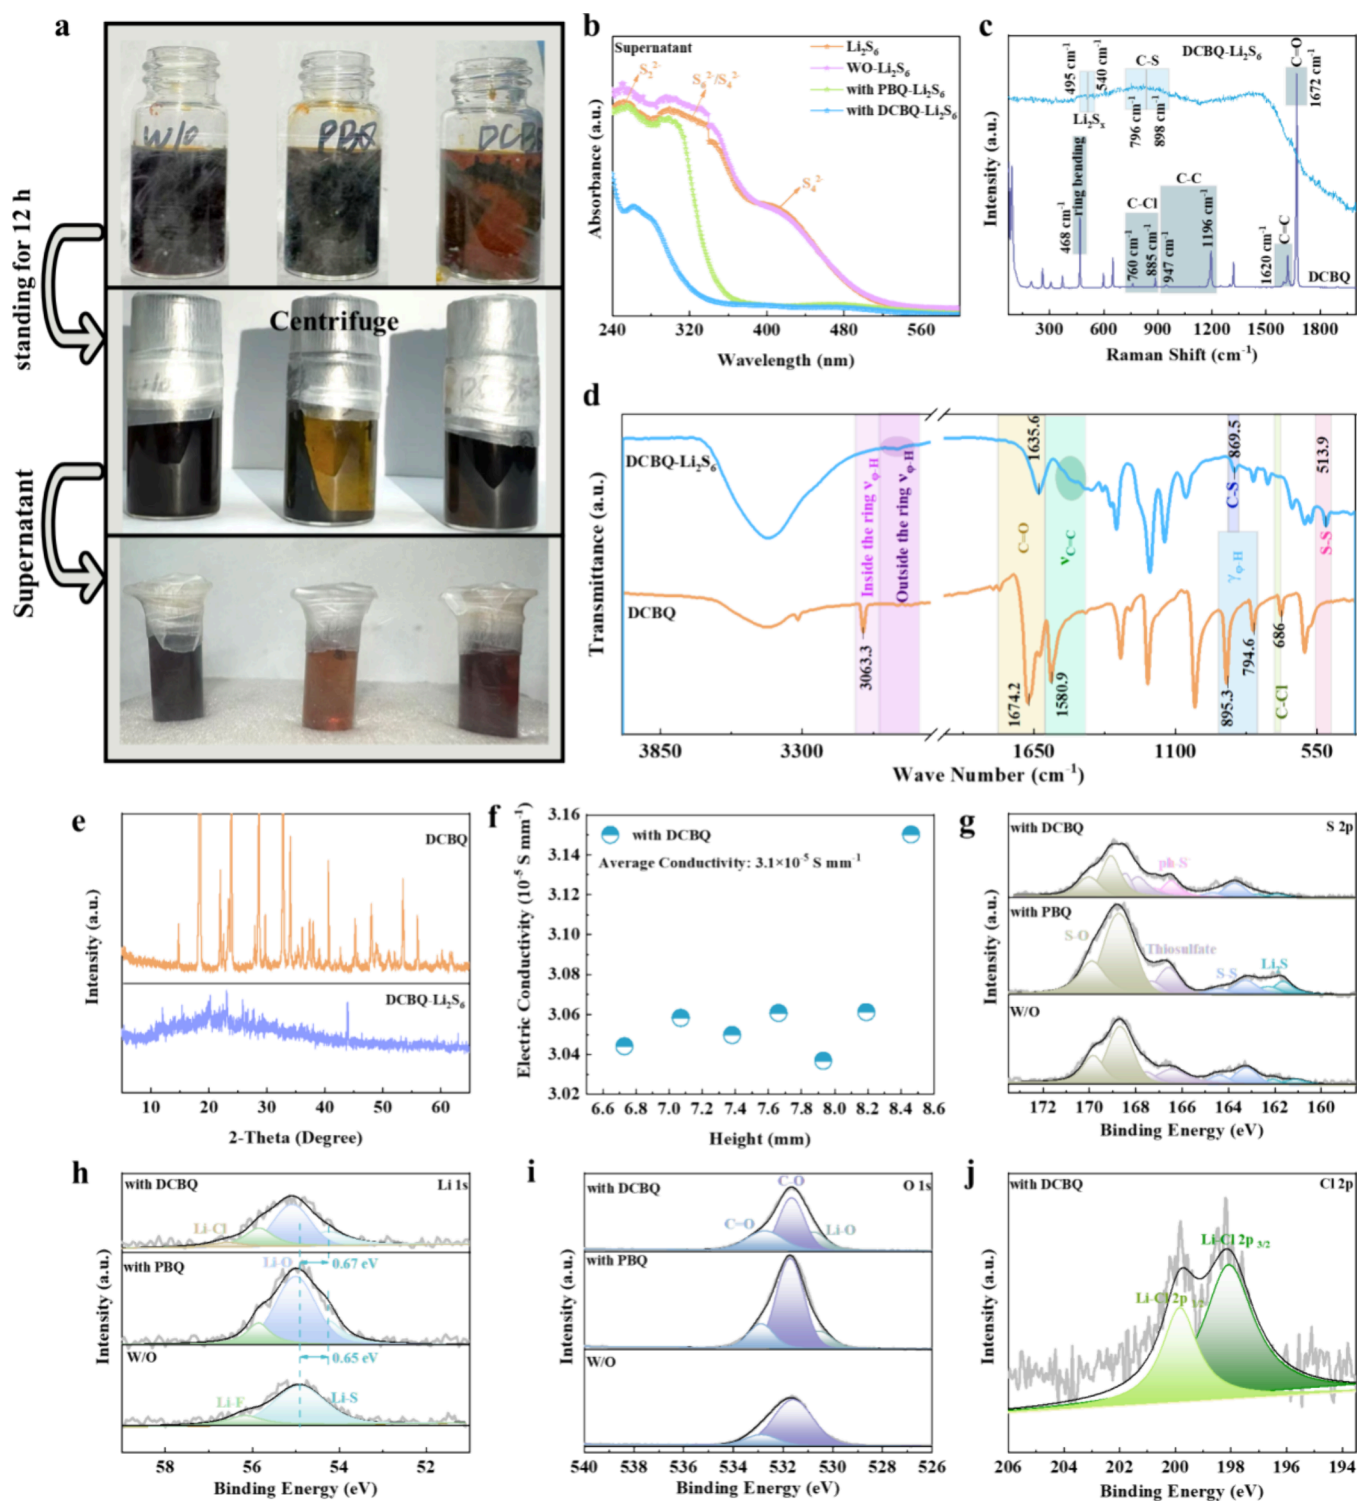 a
W/o
PBQ
DCB
standing for 12 h
Centrifuge
Supernatant
b
Supernatant
Li₂S₆
WO-Li₂S₆
with PBQ-Li₂S₆
with DCBQ-Li₂S₆
S₂²⁻
S₆²⁻/S₄²⁻
S₄²⁻
Absorbance (a.u.)
240 320 400 480 560
Wavelength (nm)
c
DCBQ-Li₂S₆
495 cm⁻¹
540 cm⁻¹
Li₂Sₓ
C-S
796 cm⁻¹
898 cm⁻¹
C=O
1672 cm⁻¹
468 cm⁻¹
ring bending
C-Cl
760 cm⁻¹
885 cm⁻¹
C-C
947 cm⁻¹
1196 cm⁻¹
1620 cm⁻¹
C=C
DCBQ
Intensity (a.u.)
300 600 900 1200 1500 1800
Raman Shift (cm⁻¹)
d
DCBQ-Li₂S₆
DCBQ
3063.3
Inside the ring νφ-H
Outside the ring νφ-H
1635.6
C=O
1674.2
νC=C
1580.9
869.5
C-S
γφ-H
895.3
794.6
686
C-Cl
513.9
S-S
Transmittance (a.u.)
3850 3300 1650 1100 550
Wave Number (cm⁻¹)
e
DCBQ
DCBQ-Li₂S₆
Intensity (a.u.)
10 20 30 40 50 60
2-Theta (Degree)
f
with DCBQ
Average Conductivity: 3.1×10⁻⁵ S mm⁻¹
Electric Conductivity (10⁻⁵ S mm⁻¹)
3.16
3.14
3.12
3.10
3.08
3.06
3.04
3.02
6.6 6.8 7.0 7.2 7.4 7.6 7.8 8.0 8.2 8.4 8.6
Height (mm)
g
with DCBQ
S 2p
ph-S
with PBQ
S-O
Thiosulfate
S-S
Li₂S
W/O
Intensity (a.u.)
172 170 168 166 164 162 160
Binding Energy (eV)
h
with DCBQ
Li 1s
Li-Cl
with PBQ
Li-O
0.67 eV
W/O
0.65 eV
Li-F
Li-S
Intensity (a.u.)
58 57 56 55 54 53 52 51
Binding Energy (eV)
i
with DCBQ
O 1s
C-O
C=O
Li-O
with PBQ
W/O
Intensity (a.u.)
540 538 536 534 532 530 528 526
Binding Energy (eV)
j
with DCBQ
Cl 2p
Li-Cl 2p 3/2
Li-Cl 2p
Intensity (a.u.)
206 204 202 200 198 196 194
Binding Energy (eV)